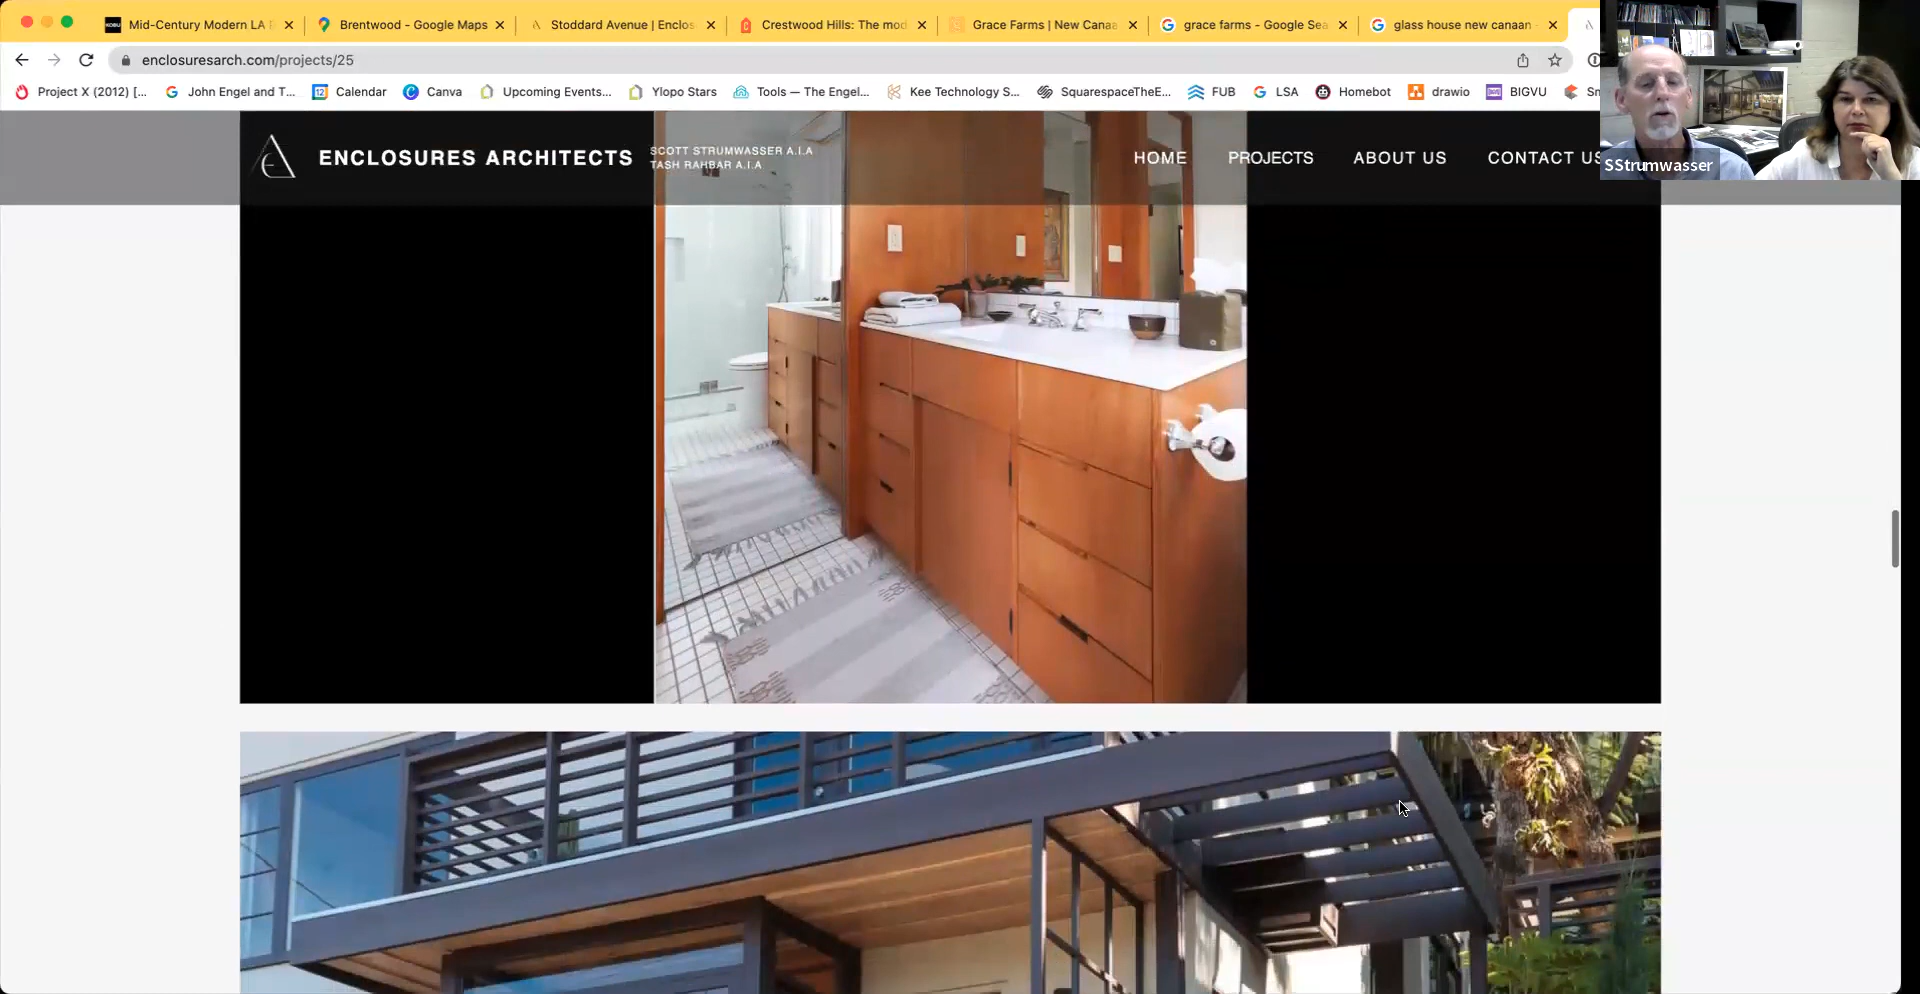 Mid-Century Modern LA
Brentwood - Google Maps
Stoddard Avenue | Enclos
Crestwood Hills: The mod
Grace Farms | New Canaa
grace farms - Google Sea
glass house new canaan -
enclosuresarch.com/projects/25
Project X (2012) [...
John Engel and T...
12
Calendar
Canva
Upcoming Events...
Ylopo Stars
Tools — The Engel...
Kee Technology S...
SquarespaceTheE...
FUB
LSA
Homebot
drawio
BIGVU
Sm
ENCLOSURES ARCHITECTS
SCOTT STRUMWASSER A.I.A
TASH RAHBAR A.I.A
HOME
PROJECTS
ABOUT US
CONTACT US
SStrumwasser